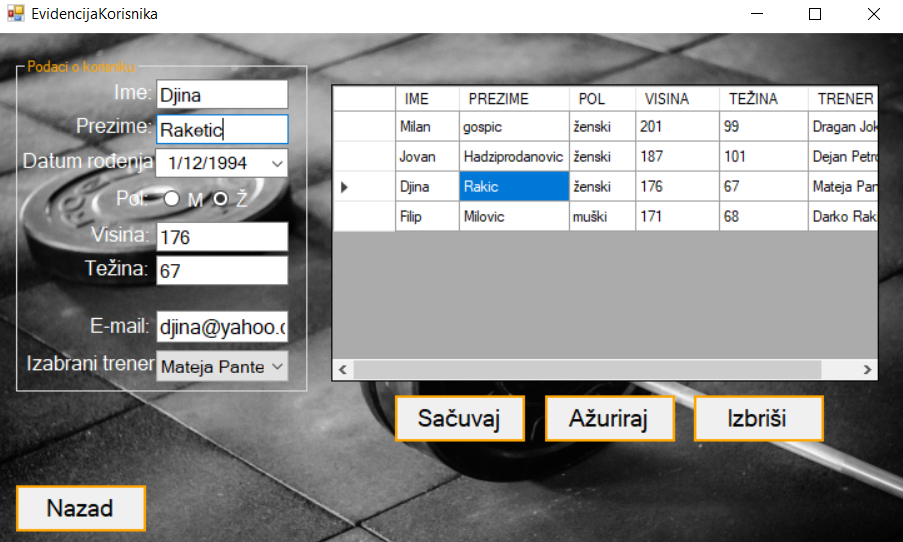 EvidencijaKorisnika
Podaci o korisniku
Ime: Djina
Prezime: Raketic
Datum rođenja 1/12/1994
Pol: M Ž
Visina: 176
Težina: 67
E-mail: djina@yahoo.c
Izabrani trener Mateja Pante
IME PREZIME POL VISINA TEŽINA TRENER
Milan gospic ženski 201 99 Dragan Jok
Jovan Hadziprodanovic ženski 187 101 Dejan Petro
Djina Rakic ženski 176 67 Mateja Pan
Filip Milovic muški 171 68 Darko Raki
Sačuvaj Ažuriraj Izbriši
Nazad